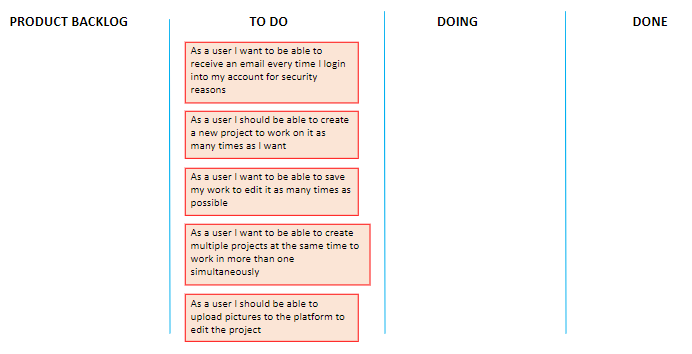 PRODUCT BACKLOG
TO DO
DOING
DONE
As a user I want to be able to
receive an email every time I login
into my account for security
reasons
As a user I should be able to create
a new project to work on it as
many times as I want
As a user I want to be able to save
my work to edit it as many times as
possible
As a user I want to be able to create
multiple projects at the same time to
work in more than one
simultaneously
As a user I should be able to
upload pictures to the platform to
edit the project